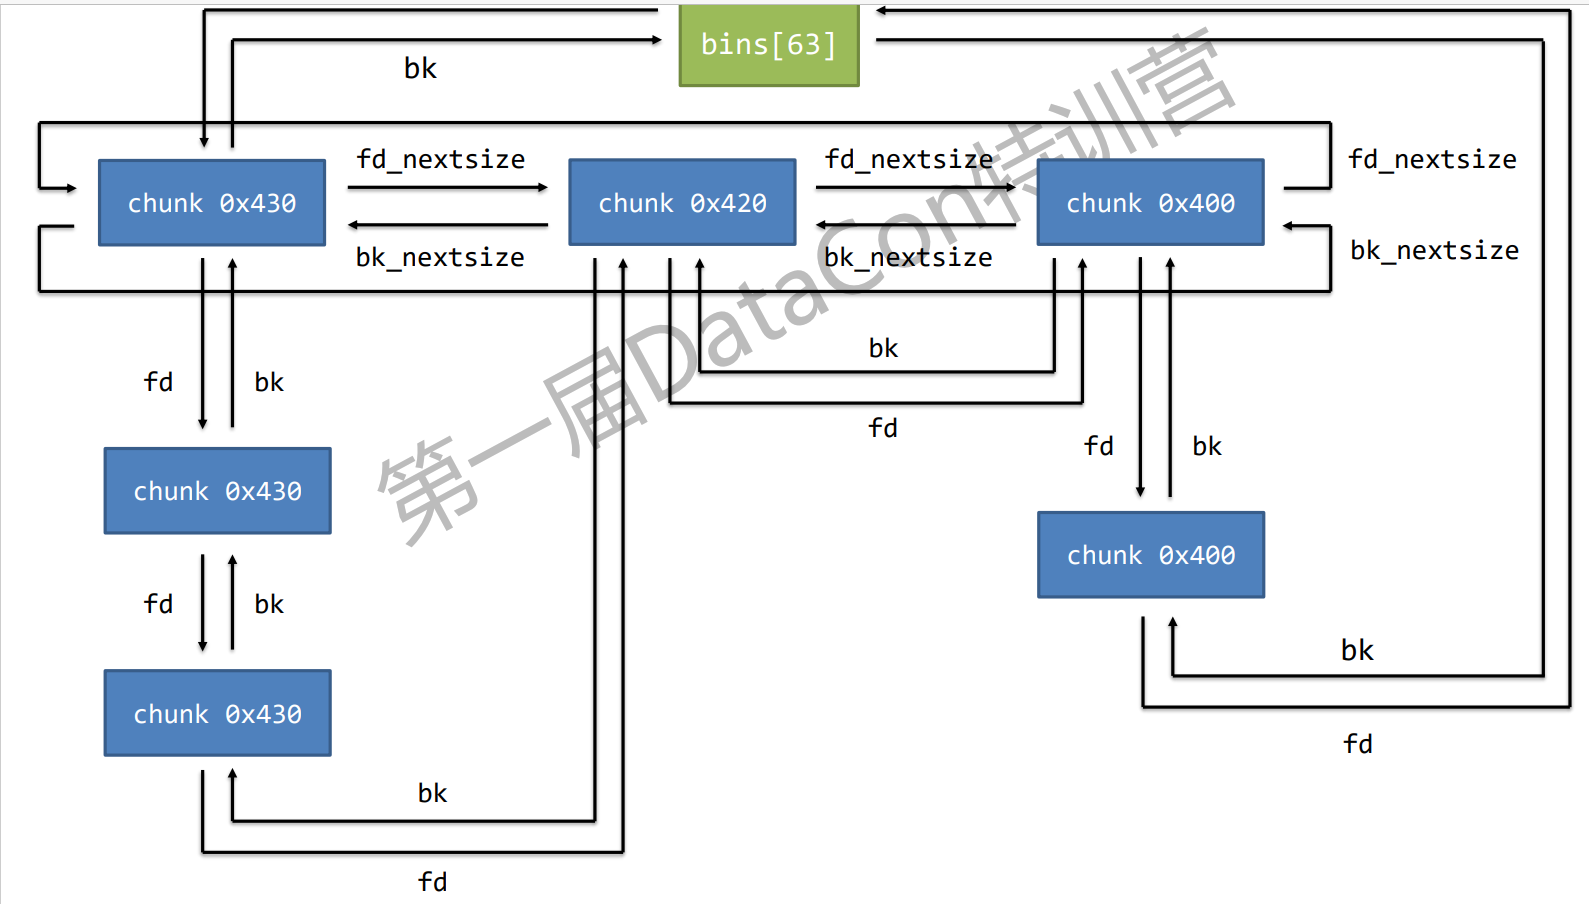 bins[63]
bk
fd_nextsize
fd_nextsize
fd_nextsize
chunk 0x430
chunk 0x420
chunk 0x400
bk_nextsize
bk_nextsize
bk_nextsize
bk
fd
bk
fd
fd
bk
chunk 0x430
chunk 0x400
fd
bk
bk
chunk 0x430
fd
bk
fd
第一届DataCon特训营